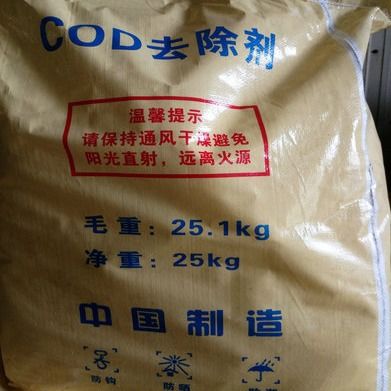 COD去除剂
温馨提示
请保持通风干燥避免
阳光直射，远离火源
毛重：25.1kg
净重：25kg
中国制造
防钩
防晒